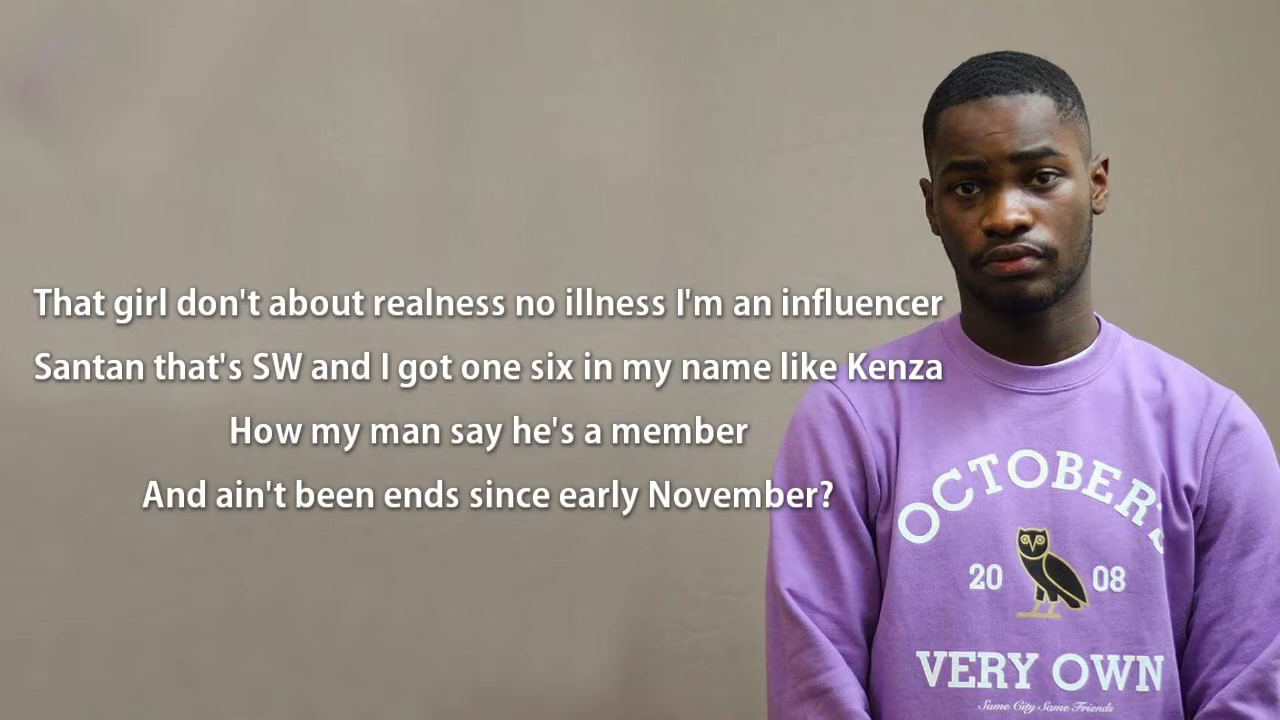 That girl don't about realness no illness I'm an influencer
Santan that's SW and I got one six in my name like Kenza
How my man say he's a member
And ain't been ends since early November?
OCTOBER'S
20 08
VERY OWN
Same City Same Friends